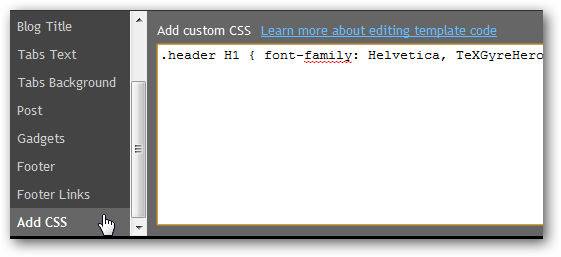 Blog Title
Tabs Text
Tabs Background
Post
Gadgets
Footer
Footer Links
Add CSS
Add custom CSS Learn more about editing template code
.header H1 { font-family: Helvetica, TeXGyreHero